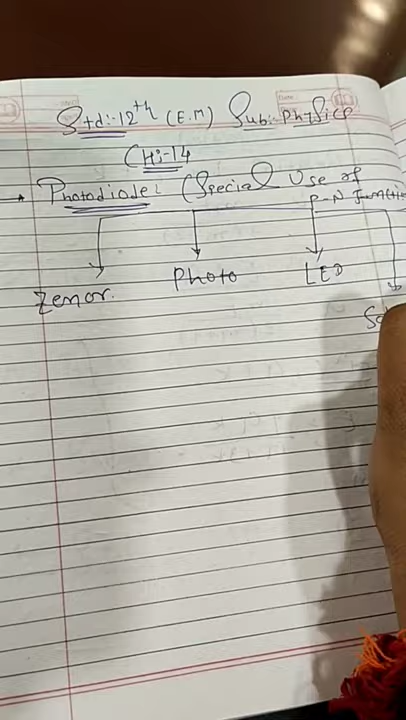 Std:-12th (E.M) Sub:-Physics
CH:-14
→ Photodiode: (Special Use of
P-N Junction
Zenor. Photo LED